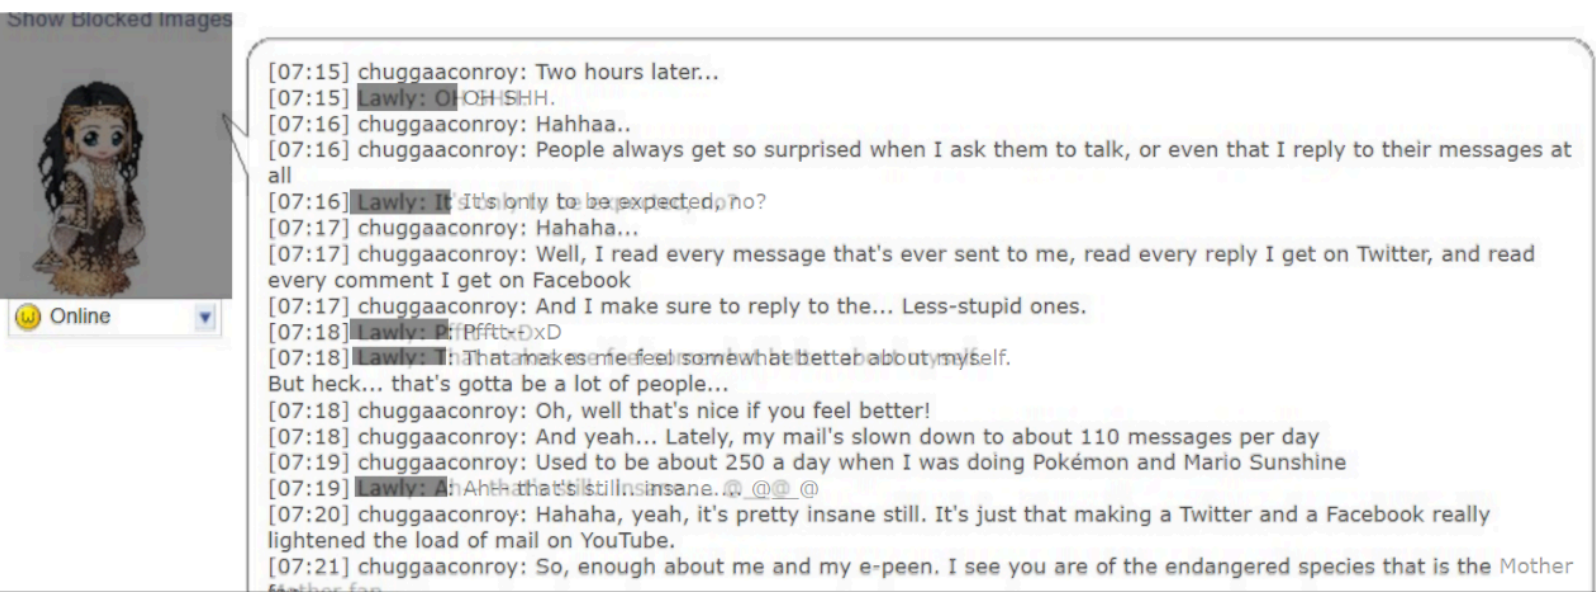 Show Blocked Images
[07:15] chuggaaconroy: Two hours later...
[07:15] Lawly: OH SHH.
[07:16] chuggaaconroy: Hahhaa..
[07:16] chuggaaconroy: People always get so surprised when I ask them to talk, or even that I reply to their messages at
all
[07:16] Lawly: It's only to be expected, no?
[07:17] chuggaaconroy: Hahaha...
[07:17] chuggaaconroy: Well, I read every message that's ever sent to me, read every reply I get on Twitter, and read
every comment I get on Facebook
[07:17] chuggaaconroy: And I make sure to reply to the... Less-stupid ones.
[07:18] Lawly: Pffttt-- xD
[07:18] Lawly: That makes me feel somewhat better about myself.
But heck... that's gotta be a lot of people...
[07:18] chuggaaconroy: Oh, well that's nice if you feel better!
[07:18] chuggaaconroy: And yeah... Lately, my mail's slown down to about 110 messages per day
[07:19] chuggaaconroy: Used to be about 250 a day when I was doing Pokémon and Mario Sunshine
[07:19] Lawly: Ah-- that's still... insane... @_@
[07:20] chuggaaconroy: Hahaha, yeah, it's pretty insane still. It's just that making a Twitter and a Facebook really
lightened the load of mail on YouTube.
[07:21] chuggaaconroy: So, enough about me and my e-peen. I see you are of the endangered species that is the Mother
fan
Online